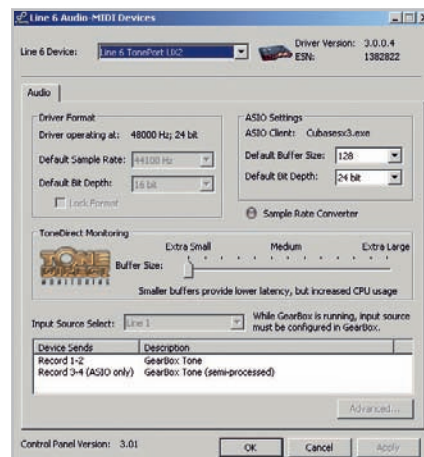 Line 6 Audio-MIDI Devices
Line 6 Device: Line 6 TonePort UX2
Driver Version: 3.0.0.4
ESN: 1382822
Audio
Driver Format
Driver operating at: 48000 Hz; 24 bit
Default Sample Rate: 44100 Hz
Default Bit Depth: 16 bit
Lock Format
ASIO Settings
ASIO Client: Cubasesx3.exe
Default Buffer Size: 128
Default Bit Depth: 24 bit
Sample Rate Converter
ToneDirect Monitoring
TONE
DIRECT
MONITORING
Extra Small Medium Extra Large
Buffer Size:
Smaller buffers provide lower latency, but increased CPU usage
Input Source Select: Line 1
While GearBox is running, input source
must be configured in GearBox.
Device Sends Description
Record 1-2 GearBox Tone
Record 3-4 (ASIO only) GearBox Tone (semi-processed)
Advanced...
Control Panel Version: 3.01
OK Cancel Apply